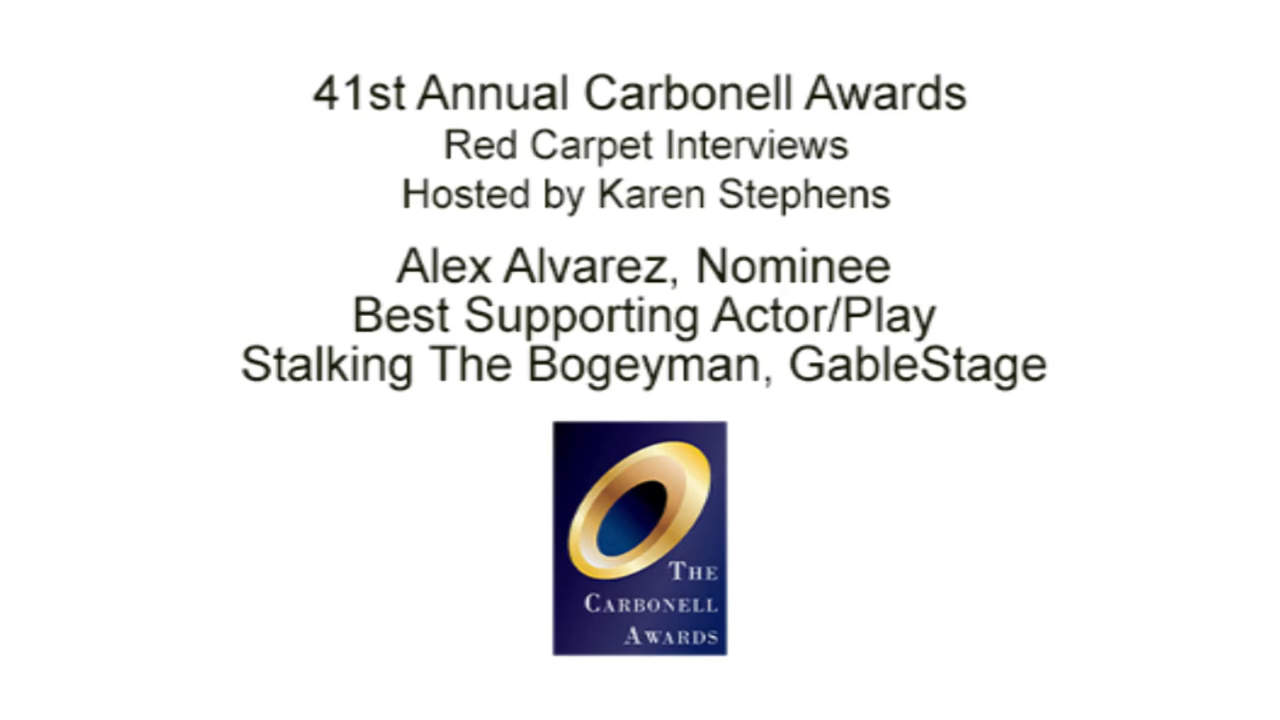 41st Annual Carbonell Awards
Red Carpet Interviews
Hosted by Karen Stephens
Alex Alvarez, Nominee
Best Supporting Actor/Play
Stalking The Bogeyman, GableStage
THE
CARBONELL
AWARDS